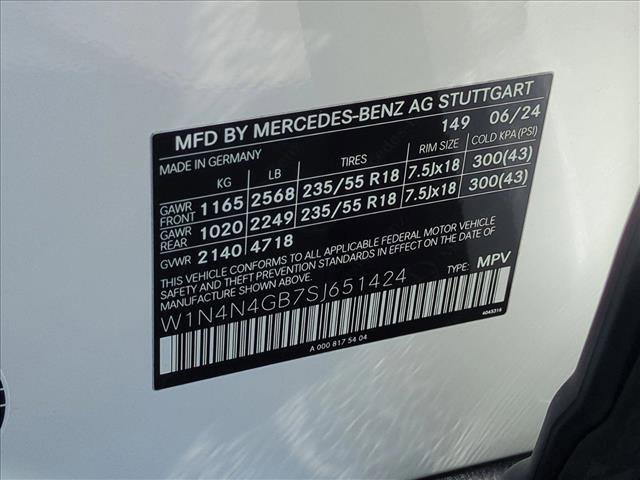 MFD BY MERCEDES-BENZ AG STUTTGART
149 06/24
MADE IN GERMANY
KG LB TIRES RIM SIZE COLD KPA (PSI)
GAWR FRONT 1165 2568 235/55 R18 7.5Jx18 300(43)
GAWR REAR 1020 2249 235/55 R18 7.5Jx18 300(43)
GVWR 2140 4718
THIS VEHICLE CONFORMS TO ALL APPLICABLE FEDERAL MOTOR VEHICLE
SAFETY AND THEFT PREVENTION STANDARDS IN EFFECT ON THE DATE OF
MANUFACTURE SHOWN ABOVE.
TYPE: MPV
W1N4N4GB7SJ651424
A 000 817 54 04
4045316